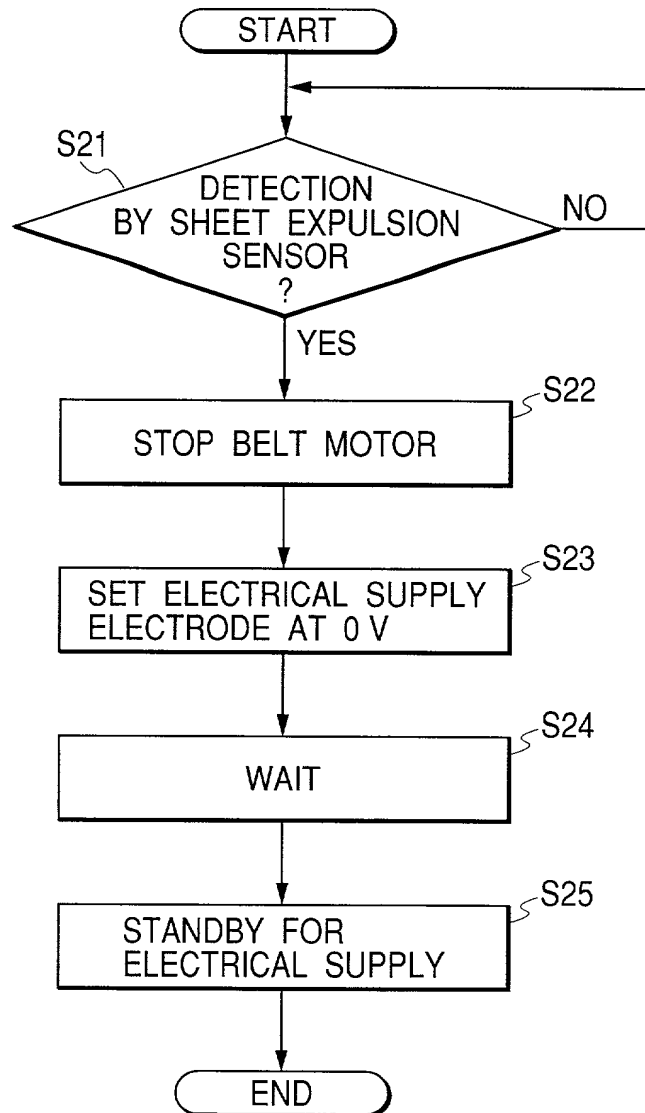 START
S21
DETECTION
BY SHEET EXPULSION
SENSOR
?
NO
YES
S22
STOP BELT MOTOR
S23
SET ELECTRICAL SUPPLY
ELECTRODE AT 0 V
S24
WAIT
S25
STANDBY FOR
ELECTRICAL SUPPLY
END